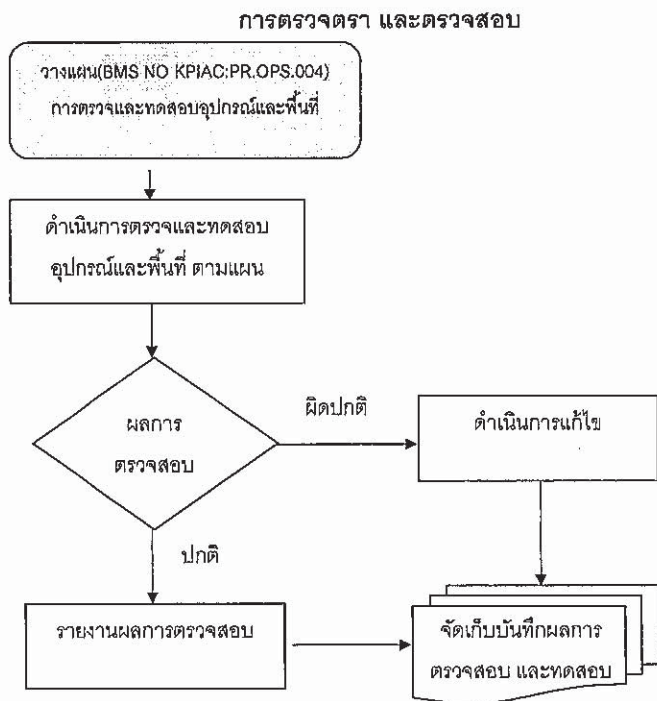 การตรวจตรา และตรวจสอบ
วางแผน(BMS NO KPIAC:PR.OPS.004)
การตรวจและทดสอบอุปกรณ์และพื้นที่
ดำเนินการตรวจและทดสอบ
อุปกรณ์และพื้นที่ ตามแผน
ผลการ
ตรวจสอบ
ผิดปกติ
ดำเนินการแก้ไข
ปกติ
รายงานผลการตรวจสอบ
จัดเก็บบันทึกผลการ
ตรวจสอบ และทดสอบ